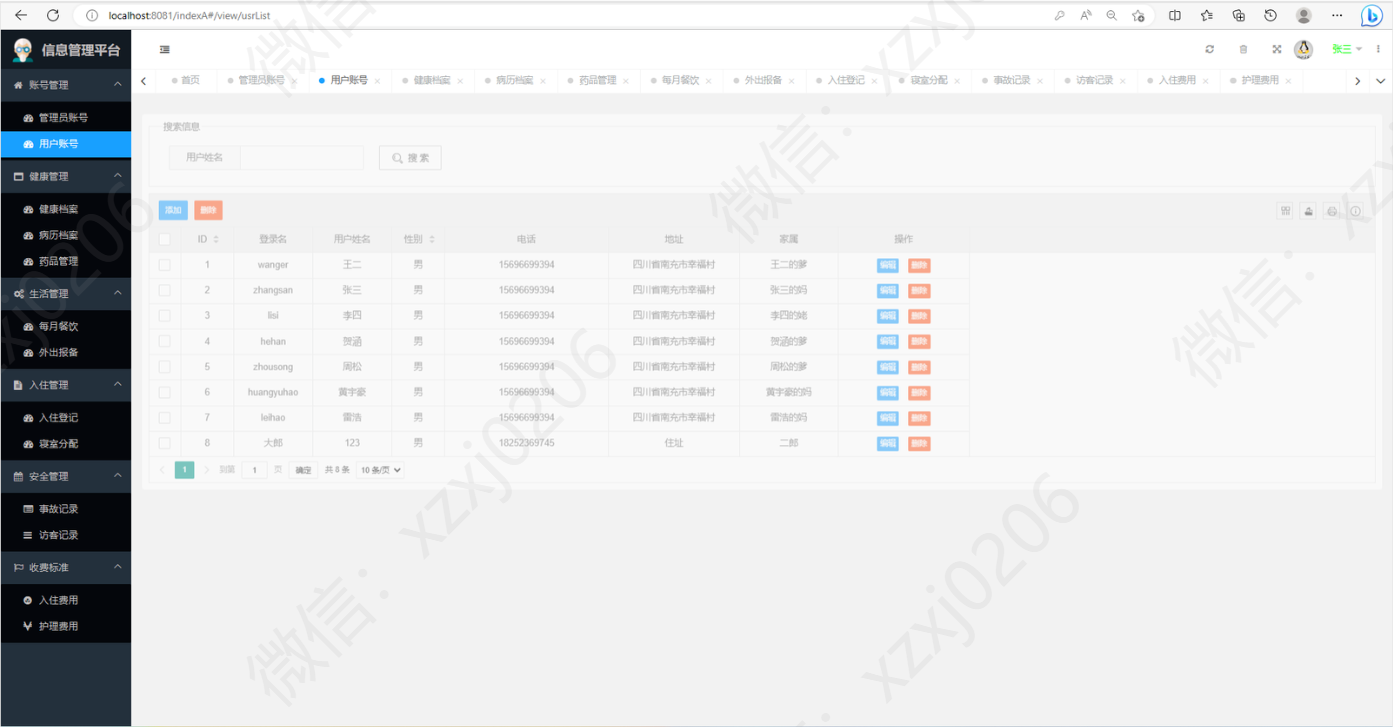 localhost:8081/indexA#/view/usrList
信息管理平台
张三
账号管理
管理员账号
用户账号
健康管理
健康档案
病历档案
药品管理
生活管理
每月餐饮
外出报备
入住管理
入住登记
寝室分配
安全管理
事故记录
访客记录
收费标准
入住费用
护理费用
首页 管理员账号 用户账号 健康档案 病历档案 药品管理 每月餐饮 外出报备 入住登记 寝室分配 事故记录 访客记录 入住费用 护理费用
搜索信息
用户姓名 搜索
添加 删除
ID 登录名 用户姓名 性别 电话 地址 家属 操作
1 wanger 王二 男 15696699394 四川省南充市幸福村 王二的爹 编辑 删除
2 zhangsan 张三 男 15696699394 四川省南充市幸福村 张三的妈 编辑 删除
3 lisi 李四 男 15696699394 四川省南充市幸福村 李四的姥 编辑 删除
4 hehan 贺涵 男 15696699394 四川省南充市幸福村 贺涵的爹 编辑 删除
5 zhousong 周松 男 15696699394 四川省南充市幸福村 周松的爹 编辑 删除
6 huangyuhao 黄宇豪 男 15696699394 四川省南充市幸福村 黄宇豪的妈 编辑 删除
7 leihao 雷浩 男 15696699394 四川省南充市幸福村 雷浩的妈 编辑 删除
8 大郎 123 男 18252369745 住址 二郎 编辑 删除
1 到第 1 页 确定 共 8 条 10 条/页
微信：xzxj0206